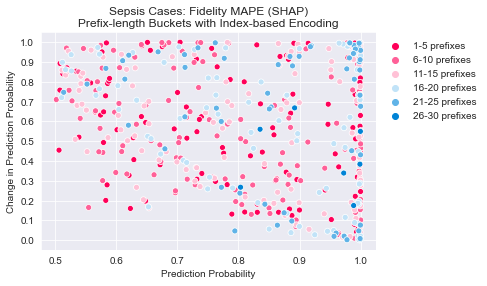 Sepsis Cases: Fidelity MAPE (SHAP)
Prefix-length Buckets with Index-based Encoding
Change in Prediction Probability
1.0
0.9
0.8
0.7
0.6
0.5
0.4
0.3
0.2
0.1
0.0
0.5 0.6 0.7 0.8 0.9 1.0
Prediction Probability
1-5 prefixes
6-10 prefixes
11-15 prefixes
16-20 prefixes
21-25 prefixes
26-30 prefixes